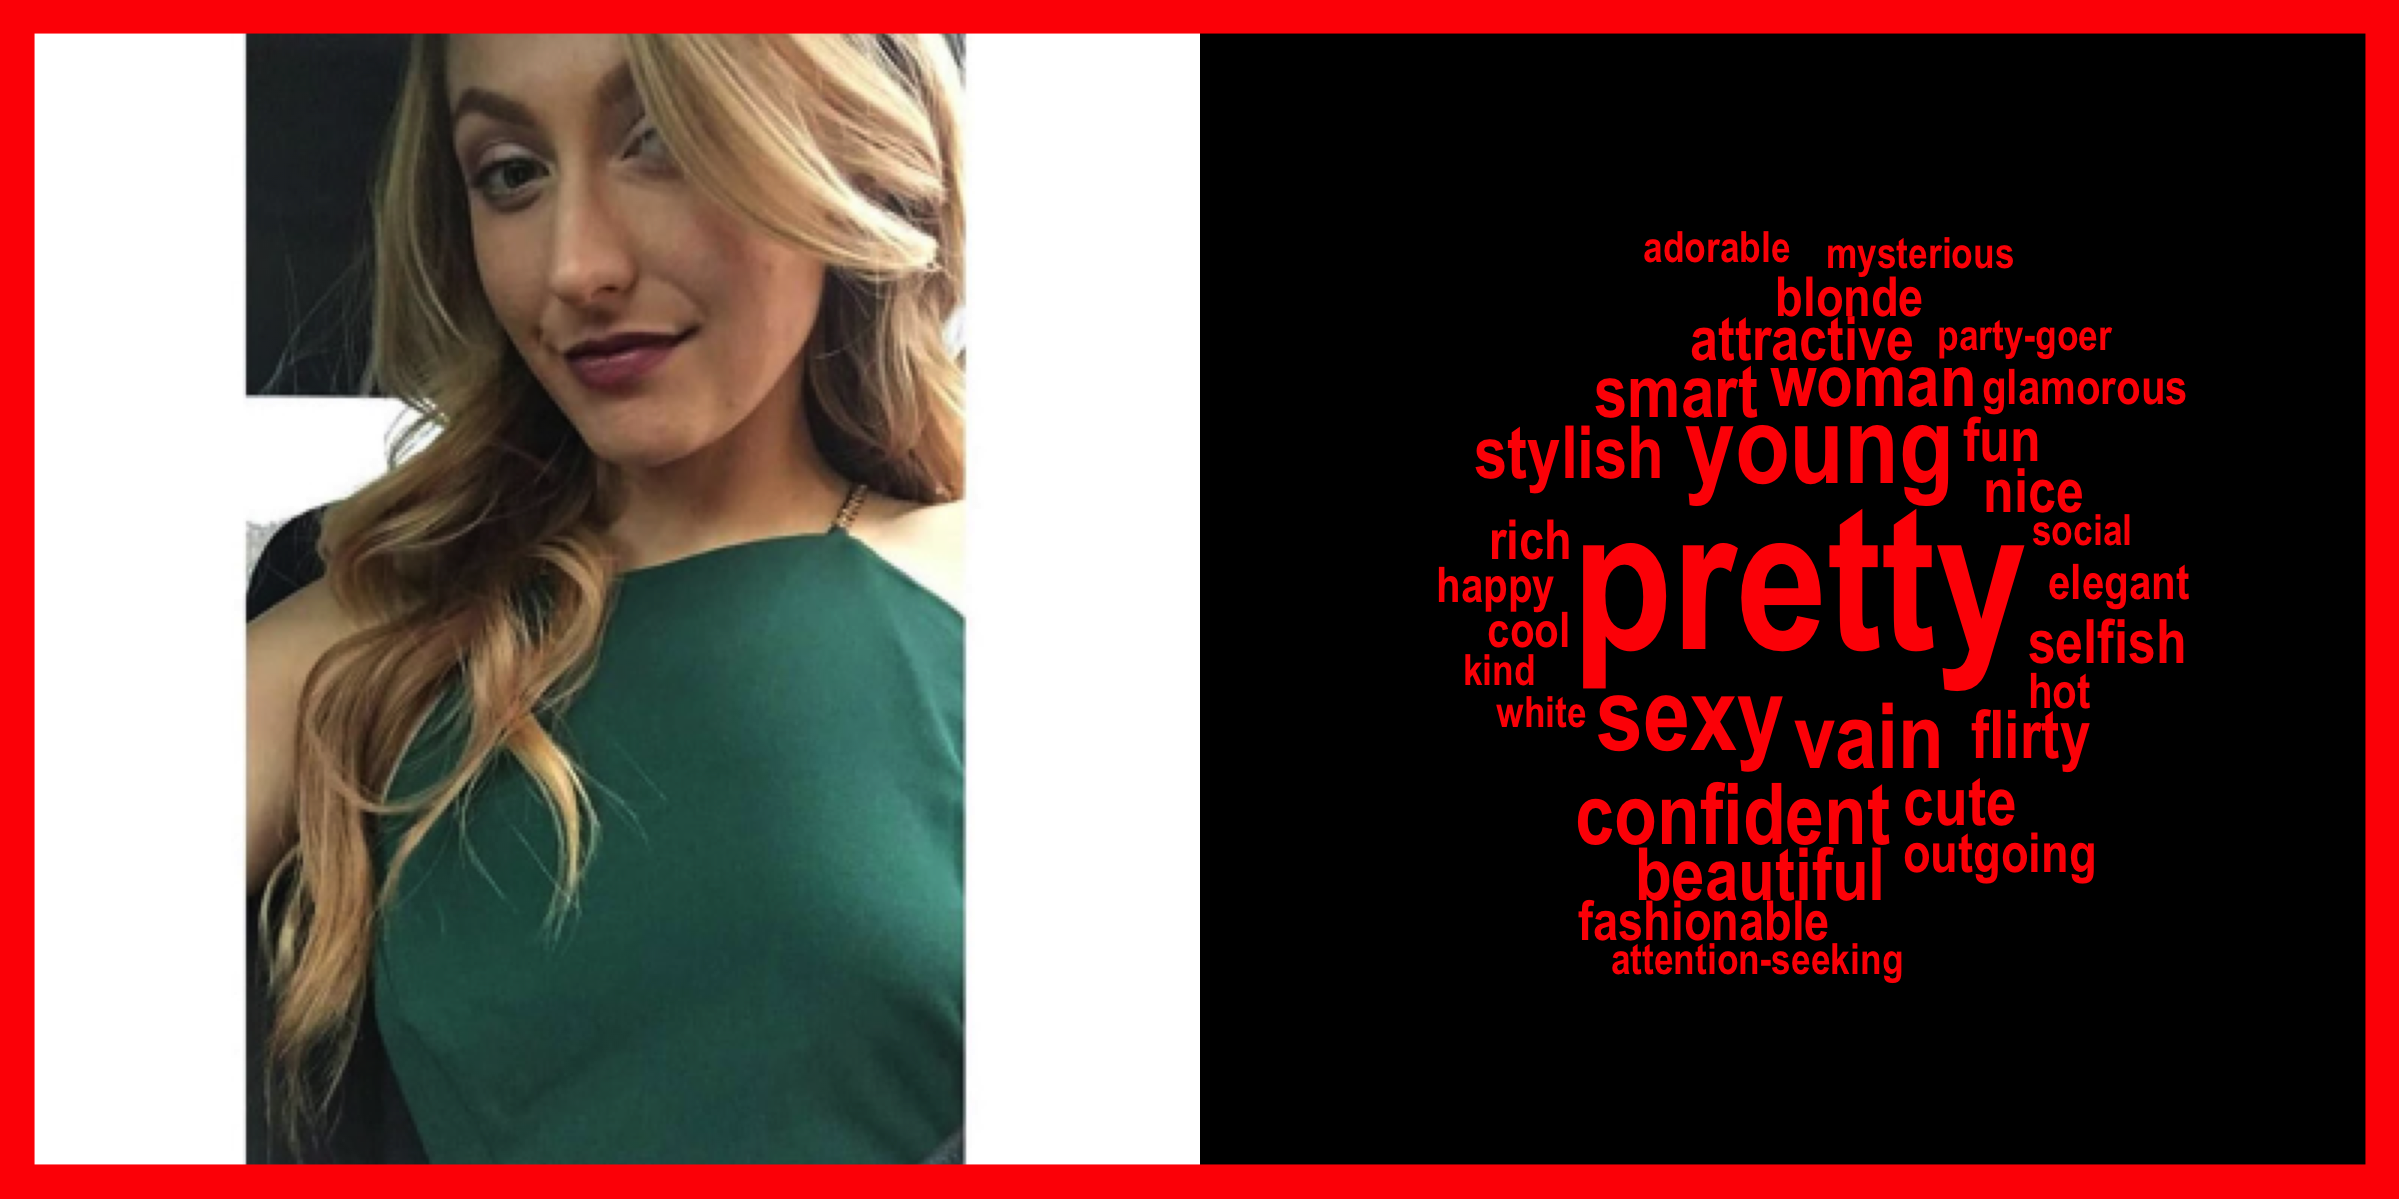 adorable mysterious
blonde
attractive party-goer
smart woman glamorous
stylish young fun
nice
rich pretty social
happy elegant
cool selfish
kind hot
white sexy vain flirty
confident cute
beautiful outgoing
fashionable
attention-seeking